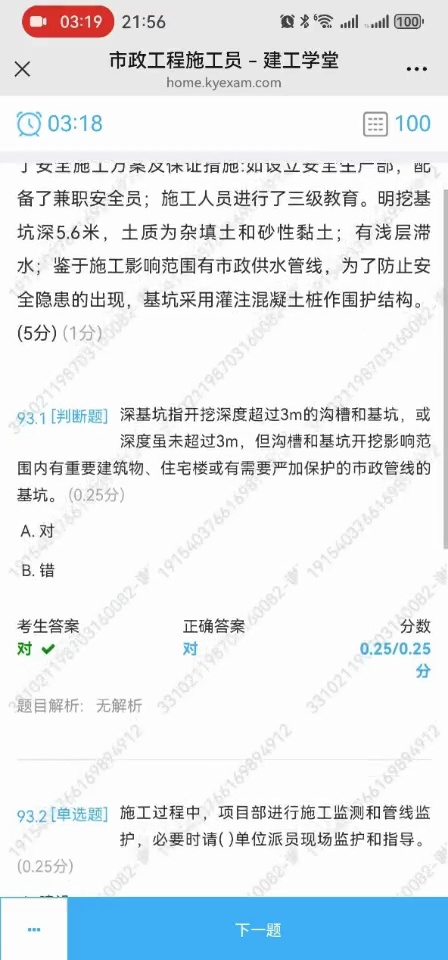 03:19 21:56 100
市政工程施工员 - 建工学堂
home.kyexam.com
03:18 100
了安全施工方案及保证措施:如设立安全生产部，配
备了兼职安全员；施工人员进行了三级教育。明挖基
坑深5.6米，土质为杂填土和砂性黏土；有浅层滞
水；鉴于施工影响范围有市政供水管线，为了防止安
全隐患的出现，基坑采用灌注混凝土桩作围护结构。
(5分) (1分)
93.1 [判断题] 深基坑指开挖深度超过3m的沟槽和基坑，或
深度虽未超过3m，但沟槽和基坑开挖影响范
围内有重要建筑物、住宅楼或有需要严加保护的市政管线的
基坑。 (0.25分)
A. 对
B. 错
考生答案 正确答案 分数
对 对 0.25/0.25
分
题目解析: 无解析
93.2 [单选题] 施工过程中，项目部进行施工监测和管线监
护，必要时请( )单位派员现场监护和指导。
(0.25分)
下一题